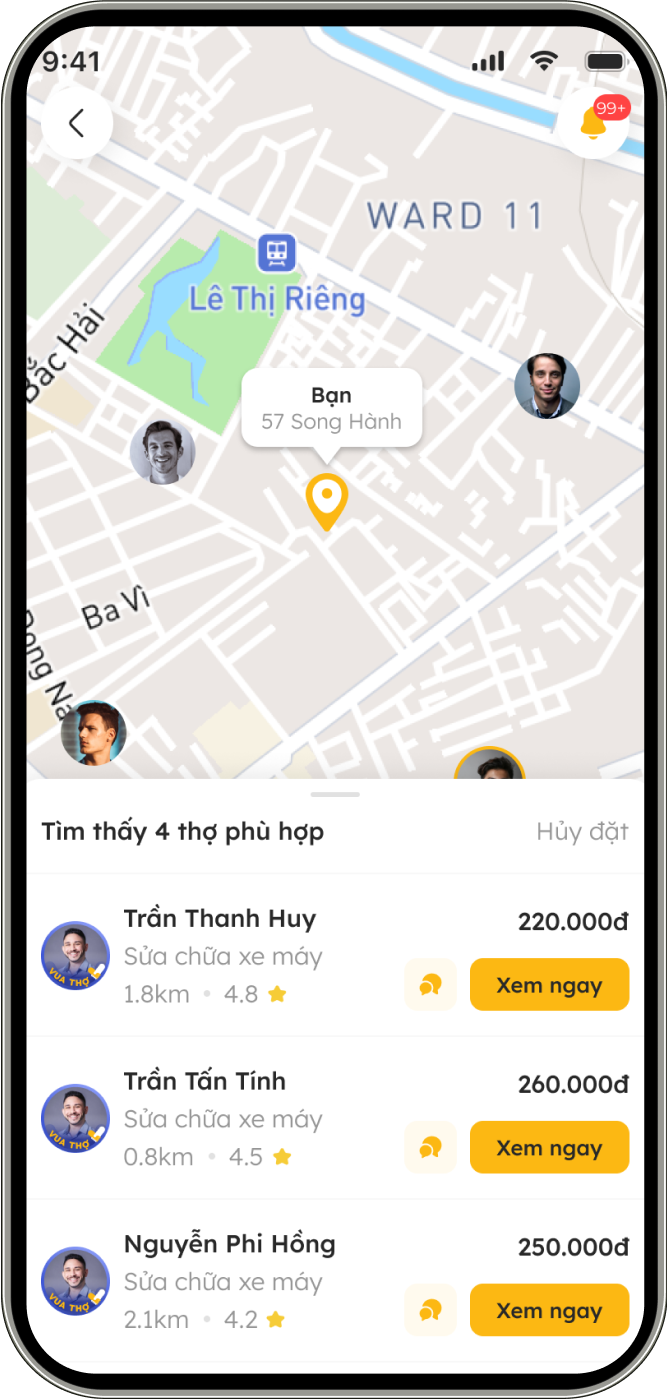 9:41
99+
WARD 11
Lê Thị Riêng
Bắc Hải
Bạn
57 Song Hành
Ba Vì
Tìm thấy 4 thợ phù hợp
Hủy đặt
Trần Thanh Huy
220.000đ
Sửa chữa xe máy
1.8km • 4.8
Xem ngay
VUA THỢ
Trần Tấn Tính
260.000đ
Sửa chữa xe máy
0.8km • 4.5
Xem ngay
VUA THỢ
Nguyễn Phi Hồng
250.000đ
Sửa chữa xe máy
2.1km • 4.2
Xem ngay
VUA THỢ